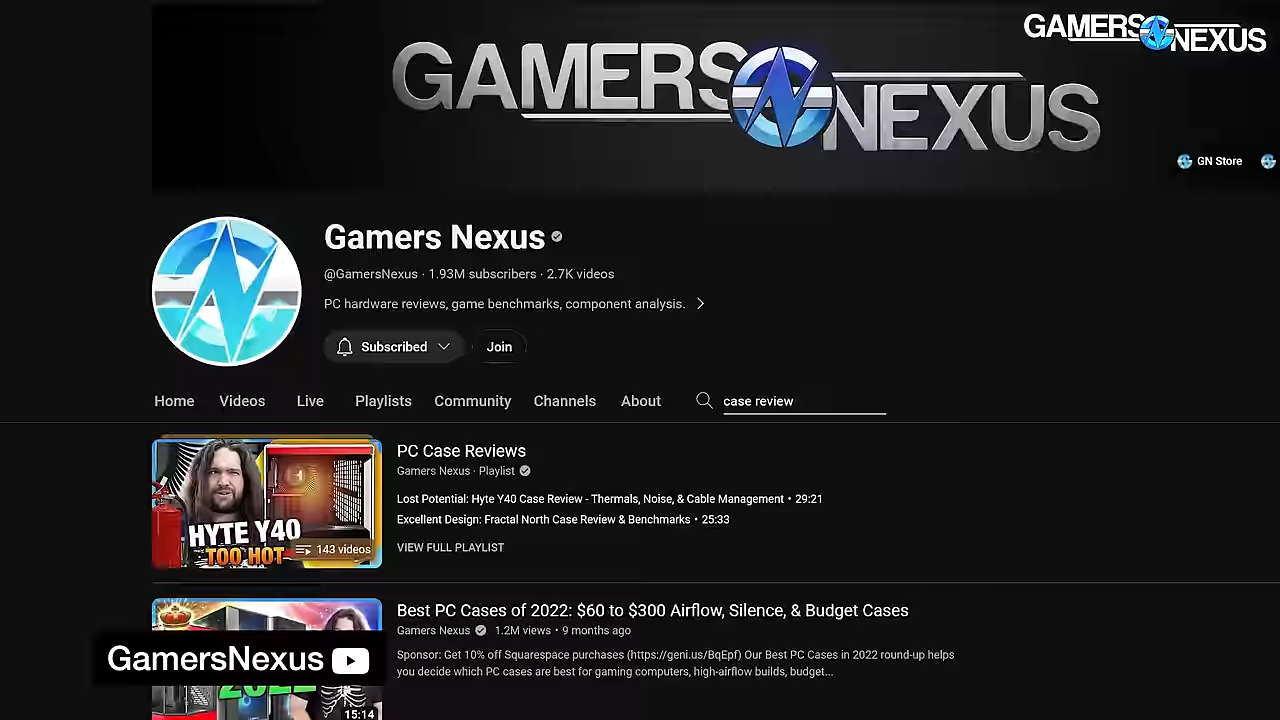 GAMERS NEXUS
GAMERS NEXUS
GN Store
Gamers Nexus
@GamersNexus · 1.93M subscribers · 2.7K videos
PC hardware reviews, game benchmarks, component analysis.
Subscribed
Join
Home Videos Live Playlists Community Channels About case review
HYTE Y40
TOO HOT
143 videos
PC Case Reviews
Gamers Nexus · Playlist
Lost Potential: Hyte Y40 Case Review - Thermals, Noise, & Cable Management • 29:21
Excellent Design: Fractal North Case Review & Benchmarks • 25:33
VIEW FULL PLAYLIST
Best PC Cases of 2022: $60 to $300 Airflow, Silence, & Budget Cases
Gamers Nexus 1.2M views • 9 months ago
Sponsor: Get 10% off Squarespace purchases (https://geni.us/BqEpf) Our Best PC Cases in 2022 round-up helps
you decide which PC cases are best for gaming computers, high-airflow builds, budget...
GamersNexus
2022
15:14